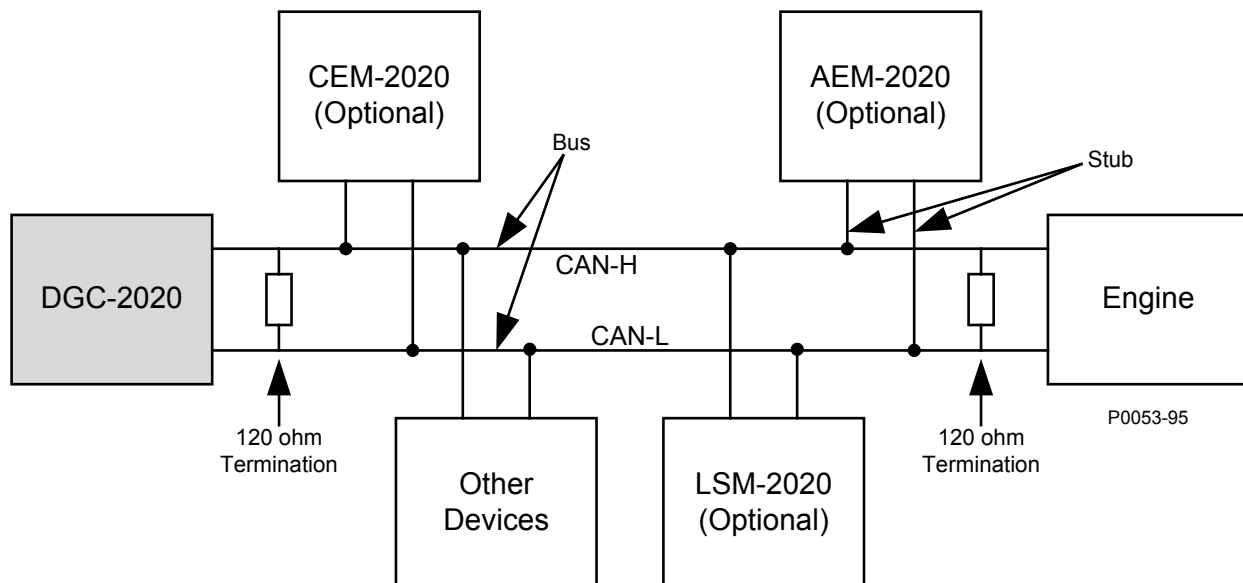 CEM-2020
(Optional)
AEM-2020
(Optional)
Bus
Stub
DGC-2020
CAN-H
Engine
CAN-L
P0053-95
120 ohm
Termination
120 ohm
Termination
Other
Devices
LSM-2020
(Optional)